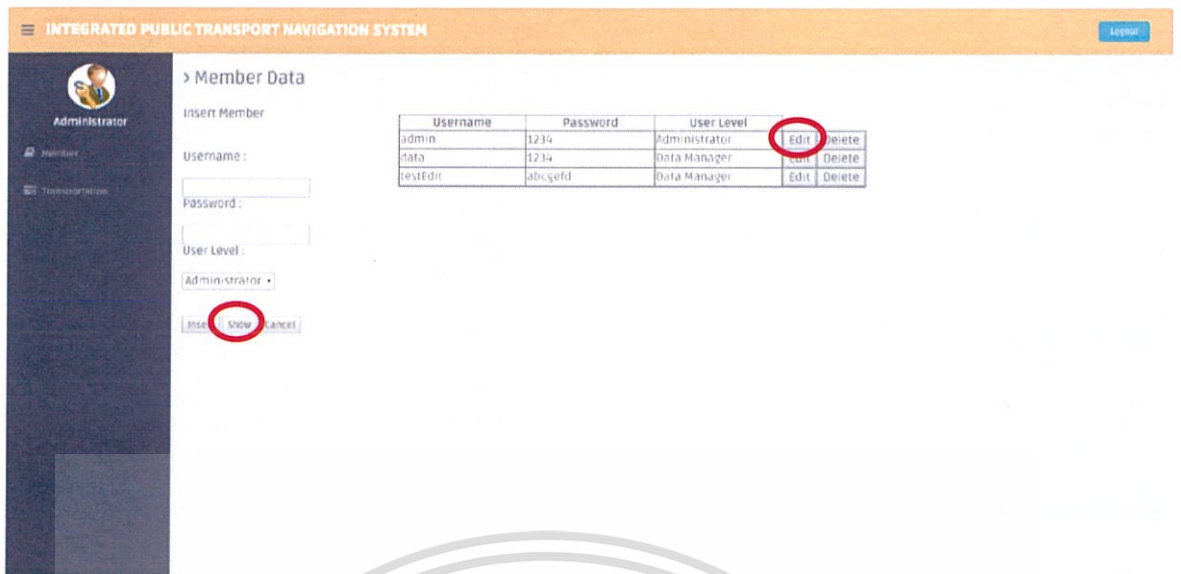 INTEGRATED PUBLIC TRANSPORT NAVIGATION SYSTEM
Logout
Administrator
Member
Transportation
> Member Data
Insert Member
Username :
Password :
User Level :
Administrator
Insert Show Cancel
Username Password User Level
admin 1234 Administrator Edit Delete
data 1234 Data Manager Edit Delete
testEdit abcgefd Data Manager Edit Delete